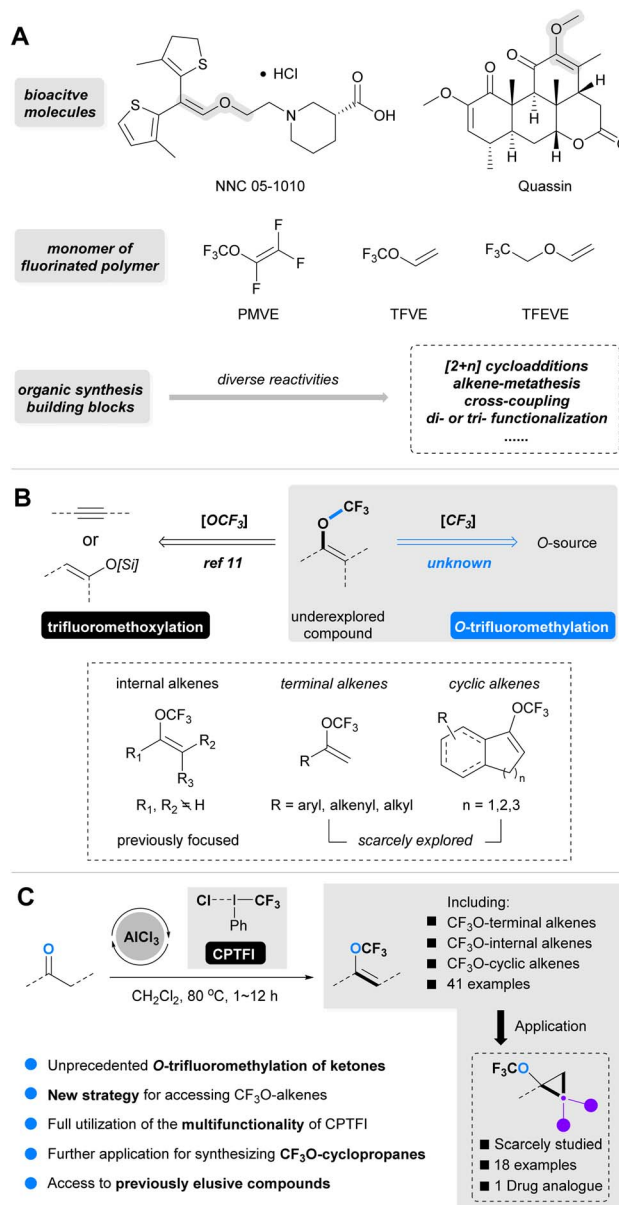 A
bioacitve
molecules
S
S
O
N
• HCl
O
OH
NNC 05-1010
O
O
O
O
H
H
H
H
O
O
Quassin
monomer of
fluorinated polymer
F3CO
F
F
F
PMVE
F3CO
TFVE
F3C
O
TFEVE
organic synthesis
building blocks
diverse reactivities
[2+n] cycloadditions
alkene-metathesis
cross-coupling
di- or tri- functionalization
......
B
or
O[Si]
trifluoromethoxylation
[OCF3]
ref 11
CF3
O
underexplored
compound
[CF3]
unknown
O-source
O-trifluoromethylation
internal alkenes
OCF3
R1
R2
R3
R1, R2 ≠ H
previously focused
terminal alkenes
OCF3
R
R = aryl, alkenyl, alkyl
cyclic alkenes
OCF3
R
( )n
n = 1,2,3
scarcely explored
C
O
AlCl3
Cl---I—CF3
Ph
CPTFI
CH2Cl2, 80 °C, 1~12 h
OCF3
Including:
■ CF3O-terminal alkenes
■ CF3O-internal alkenes
■ CF3O-cyclic alkenes
■ 41 examples
Application
F3CO
■ Scarcely studied
■ 18 examples
■ 1 Drug analogue
● Unprecedented O-trifluoromethylation of ketones
● New strategy for accessing CF3O-alkenes
● Full utilization of the multifunctionality of CPTFI
● Further application for synthesizing CF3O-cyclopropanes
● Access to previously elusive compounds